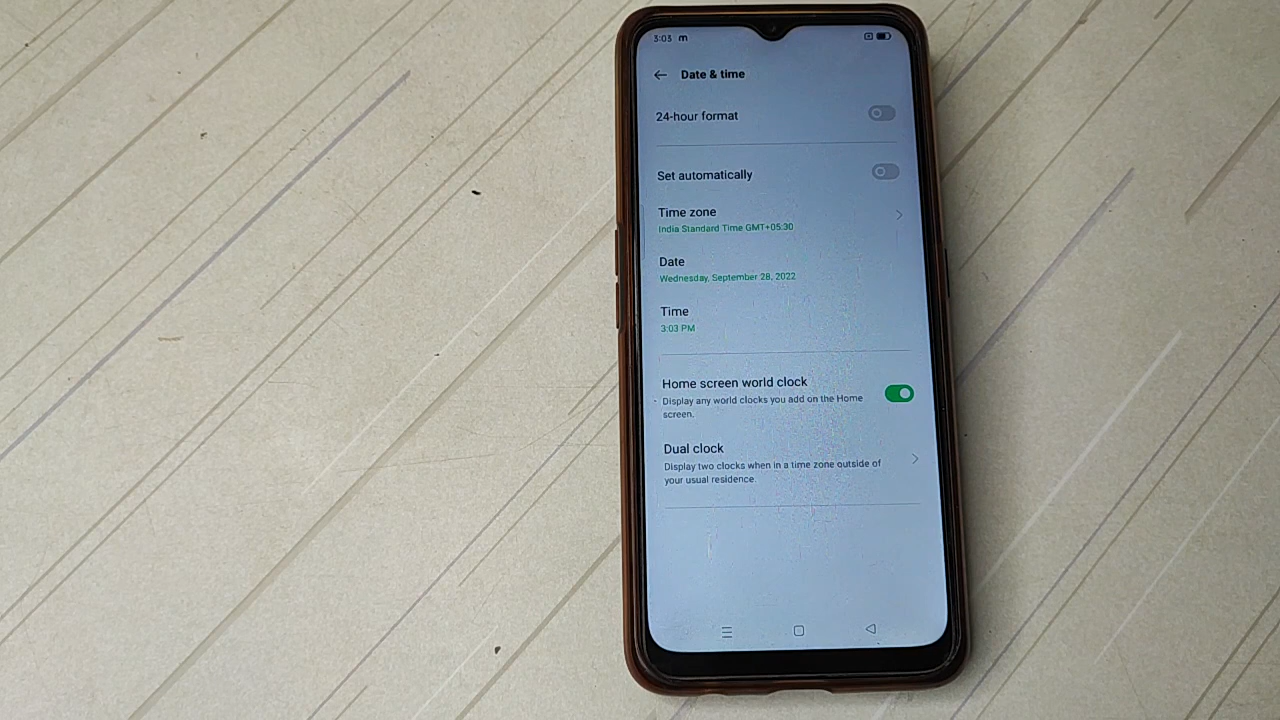 3:03 m
Date & time
24-hour format
Set automatically
Time zone
India Standard Time GMT+05:30
Date
Wednesday, September 28, 2022
Time
3:03 PM
Home screen world clock
Display any world clocks you add on the Home
screen.
Dual clock
Display two clocks when in a time zone outside of
your usual residence.